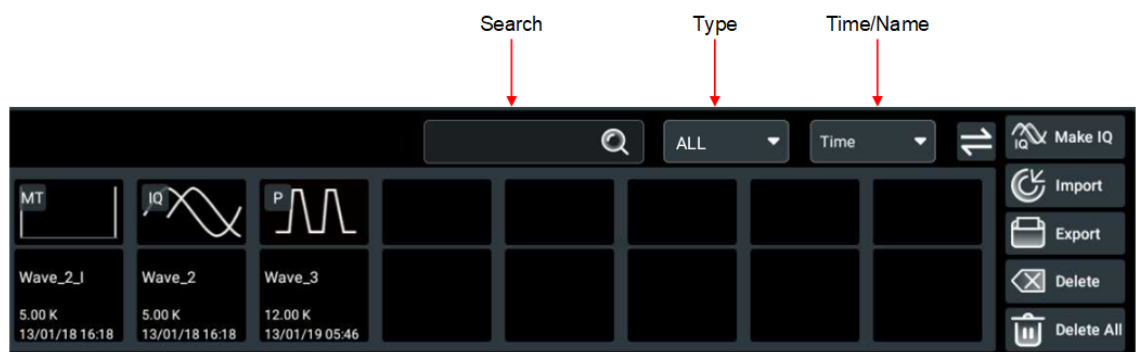 Search Type Time/Name
ALL Time IQ Make IQ
MT IQ P Import
Export
Wave_2_I Wave_2 Wave_3 Delete
5.00 K 5.00 K 12.00 K
13/01/18 16:18 13/01/18 16:18 13/01/19 05:46 Delete All